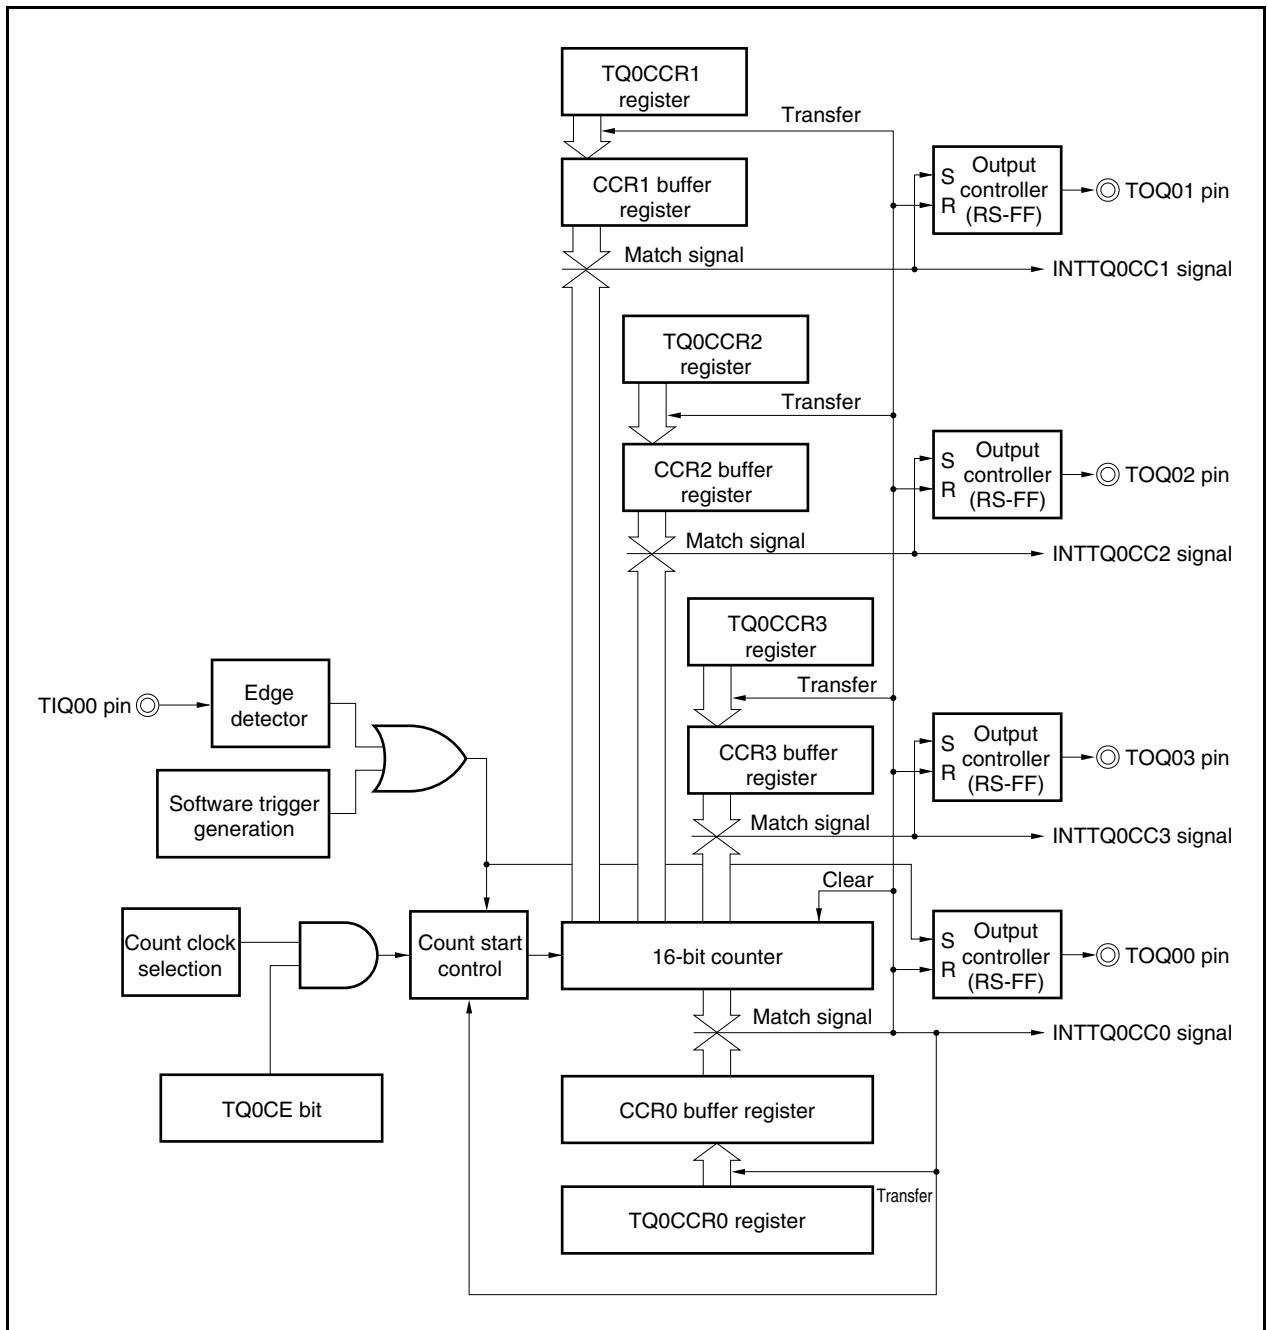 TQ0CCR1
register
Transfer
CCR1 buffer
register
S
R
Output
controller
(RS-FF)
TOQ01 pin
Match signal
INTTQ0CC1 signal
TQ0CCR2
register
Transfer
CCR2 buffer
register
S
R
Output
controller
(RS-FF)
TOQ02 pin
Match signal
INTTQ0CC2 signal
TQ0CCR3
register
Transfer
TIQ00 pin
Edge
detector
CCR3 buffer
register
S
R
Output
controller
(RS-FF)
TOQ03 pin
Software trigger
generation
Match signal
INTTQ0CC3 signal
Clear
Count clock
selection
Count start
control
16-bit counter
S
R
Output
controller
(RS-FF)
TOQ00 pin
Match signal
INTTQ0CC0 signal
TQ0CE bit
CCR0 buffer register
Transfer
TQ0CCR0 register